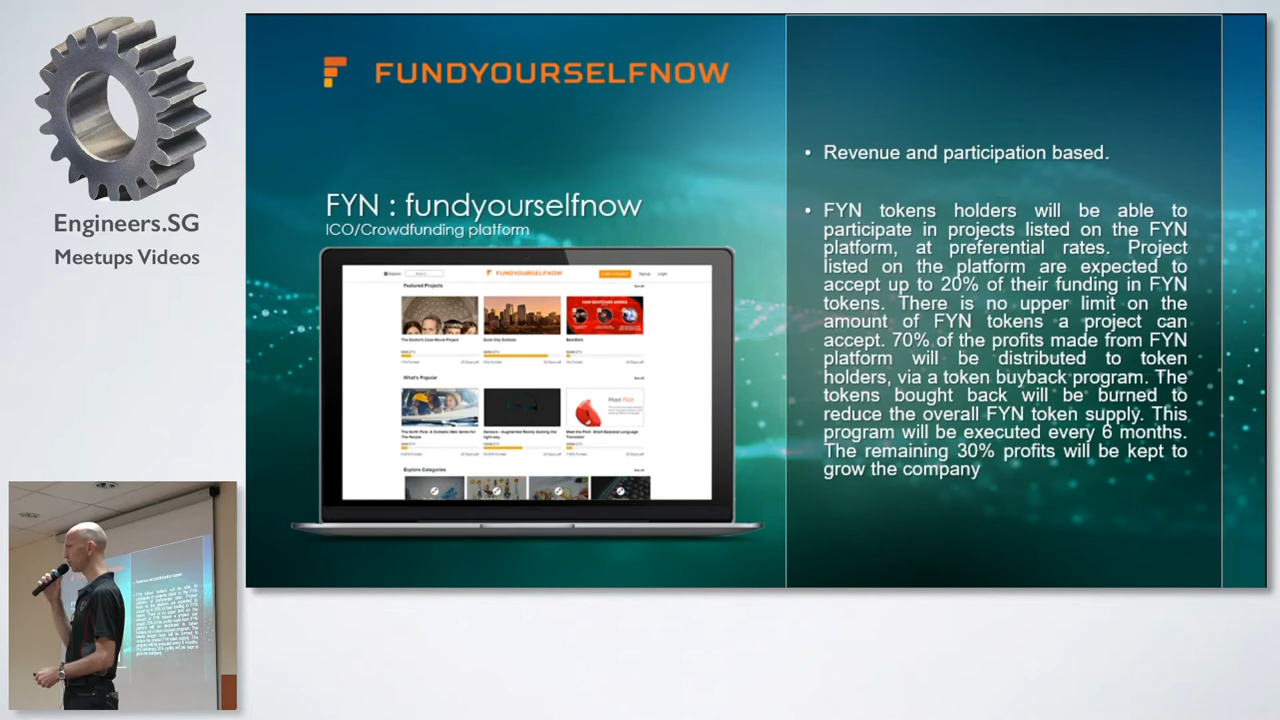 Engineers.SG
Meetups Videos
FUNDYOURSELFNOW
FYN : fundyourselfnow
ICO/Crowdfunding platform
FUNDYOURSELFNOW
Featured Projects
What's Popular
Explore Categories
• Revenue and participation based.
• FYN tokens holders will be able to
participate in projects listed on the FYN
platform, at preferential rates. Project
listed on the platform are expected to
accept up to 20% of their funding in FYN
tokens. There is no upper limit on the
amount of FYN tokens a project can
accept. 70% of the profits made from FYN
platform will be distributed to token
holders, via a token buyback program. The
tokens bought back will be burned to
reduce the overall FYN token supply. This
program will be executed every 6 months.
The remaining 30% profits will be kept to
grow the company